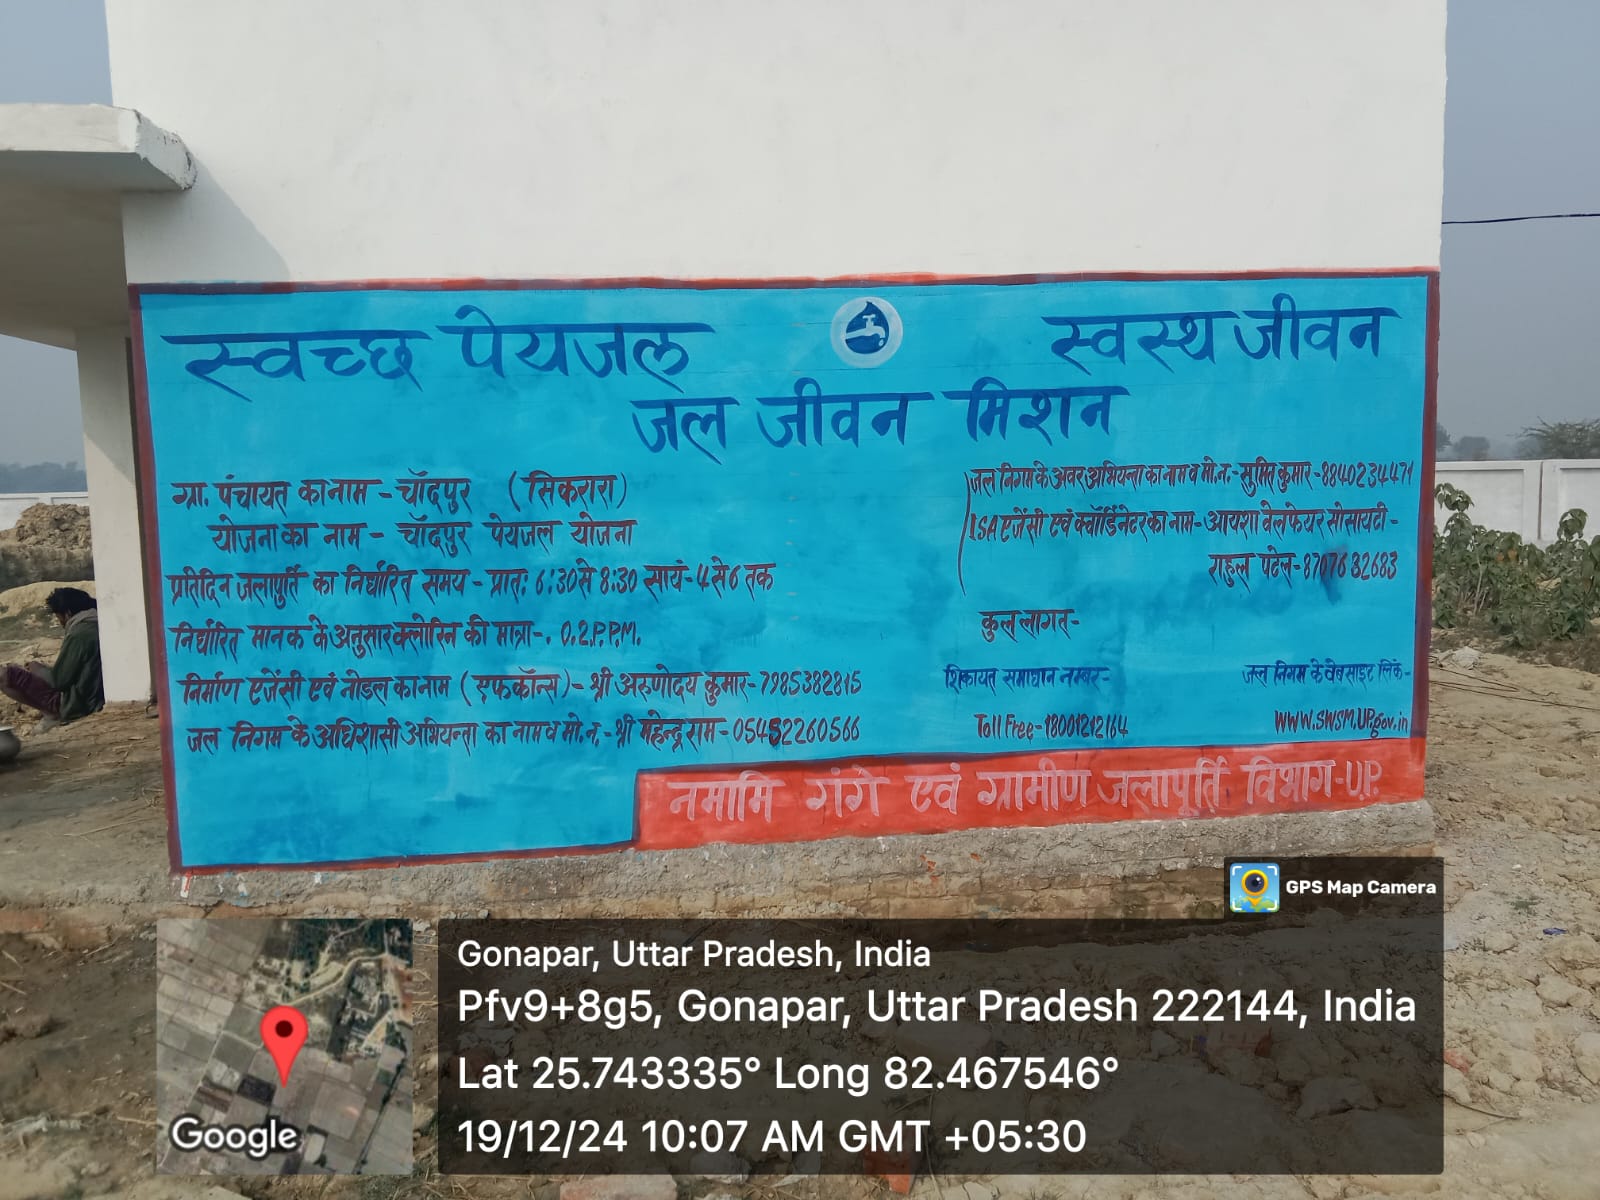 स्वच्छ पेयजल
स्वस्थ जीवन
जल जीवन मिशन
ग्रा. पंचायत का नाम - चाँदपुर (सिकरारा)
योजना का नाम - चाँदपुर पेयजल योजना
प्रतिदिन जलापूर्ति का निर्धारित समय - प्रात: 6:30 से 8:30 सायं - 4 से 6 तक
निर्धारित मानक के अनुसार क्लोरिन की मात्रा -. 0.2.P.P.M.
निर्माण एजेंसी एवं नोडल का नाम (एफकॉन्स) - श्री अरुणोदय कुमार - 7985382815
जल निगम के अधिशासी अभियन्ता का नाम व मो.न. - श्री महेन्द्र राम - 05452260566
जल निगम के अवर अभियन्ता का नाम व मो.न. - सुमित कुमार - 8840234471
ISA एजेंसी एवं क्वॉर्डिनेटर का नाम - आयशा वेलफेयर सोसायटी -
राहुल पटेल - 8707632683
कुल लागत -
शिकायत समाधान नम्बर -
Toll Free - 18001212164
जल निगम के वेबसाइट लिंक -
www.swsm.UP.gov.in
नमामि गंगे एवं ग्रामीण जलापूर्ति विभाग - U.P.
GPS Map Camera
Gonapar, Uttar Pradesh, India
Pfv9+8g5, Gonapar, Uttar Pradesh 222144, India
Lat 25.743335° Long 82.467546°
19/12/24 10:07 AM GMT +05:30
Google